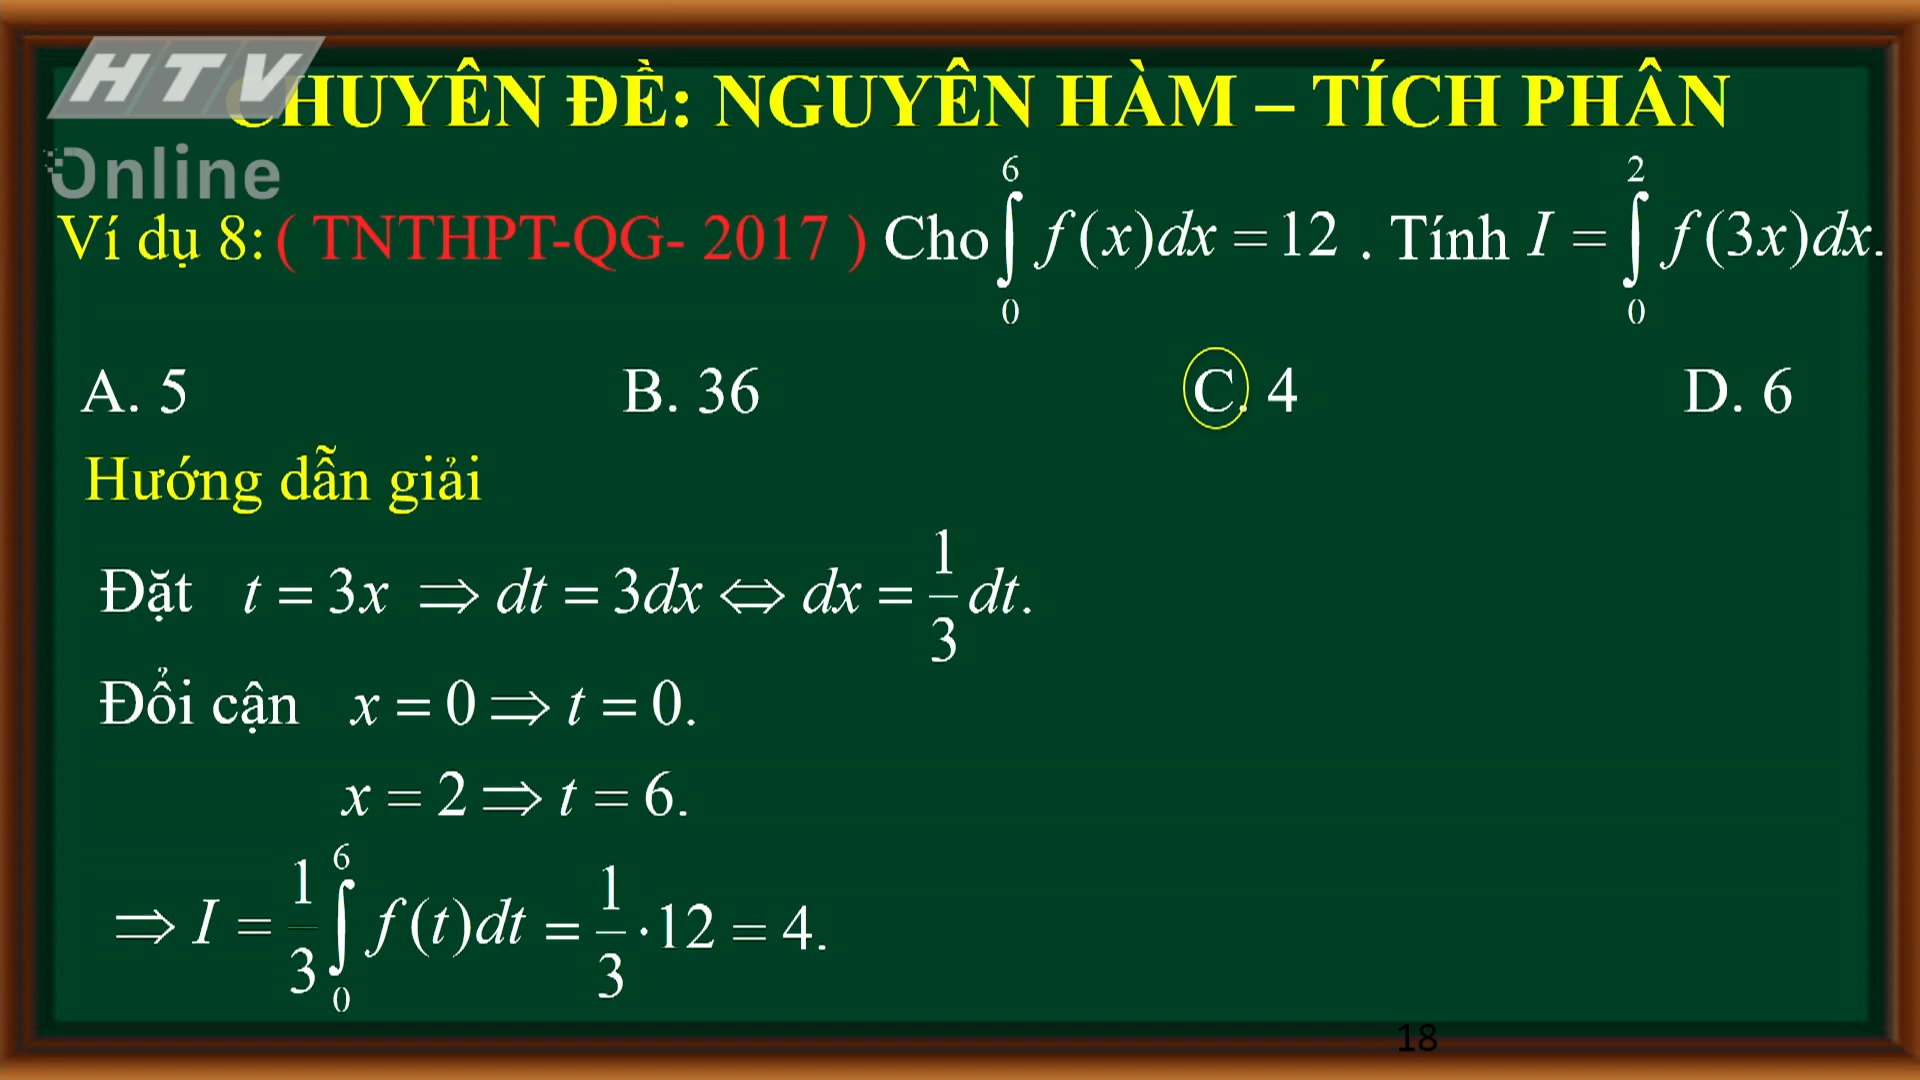 HTV
Online
CHUYÊN ĐỀ: NGUYÊN HÀM – TÍCH PHÂN
Ví dụ 8: ( TNTHPT-QG- 2017 ) Cho ∫₀⁶ f(x)dx = 12 . Tính I = ∫₀² f(3x)dx.
A. 5 B. 36 C. 4 D. 6
Hướng dẫn giải
Đặt t = 3x ⇒ dt = 3dx ⇔ dx = 1/3 dt.
Đổi cận x = 0 ⇒ t = 0.
x = 2 ⇒ t = 6.
⇒ I = 1/3 ∫₀⁶ f(t)dt = 1/3 · 12 = 4.
18